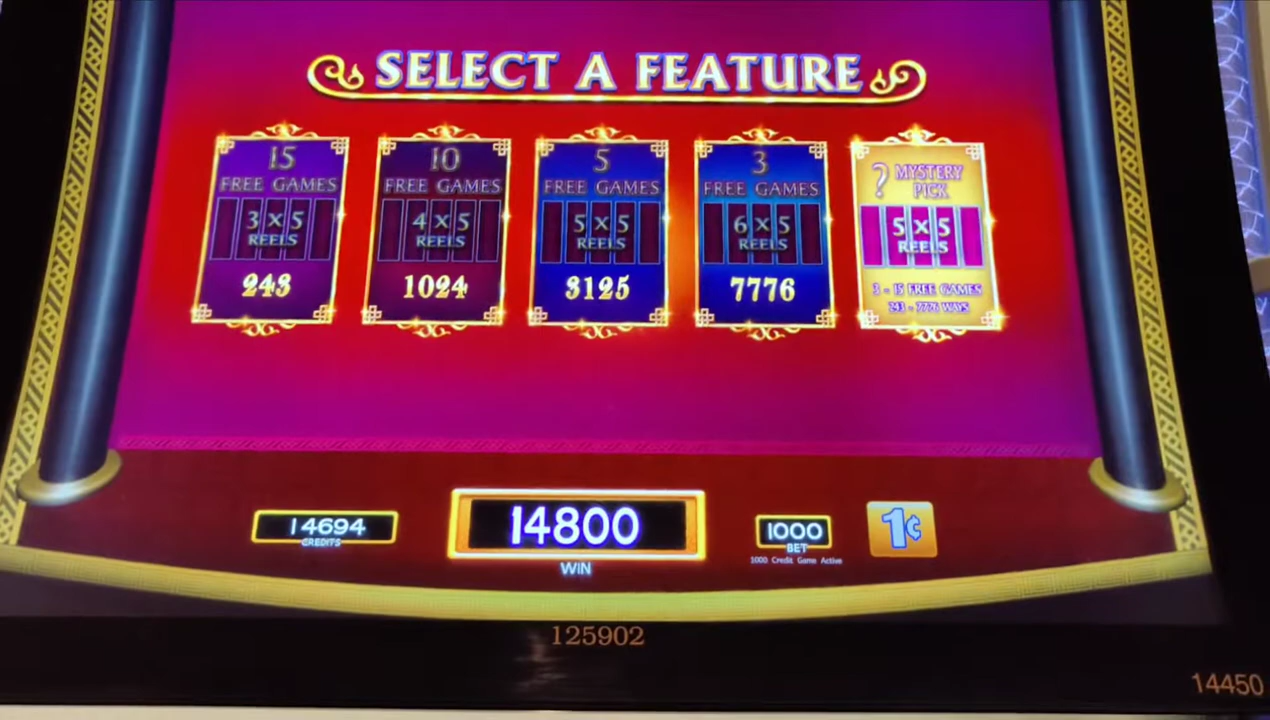 SELECT A FEATURE
15
FREE GAMES
3 X 5
REELS
243
10
FREE GAMES
4 X 5
REELS
1024
5
FREE GAMES
5 X 5
REELS
3125
3
FREE GAMES
6 X 5
REELS
7776
? MYSTERY
PICK
5 X 5
REELS
3 - 15 FREE GAMES
243 - 7776 WAYS
14694
CREDITS
14800
WIN
1000
BET
1000 Credit Game Active
1¢
125902
14450